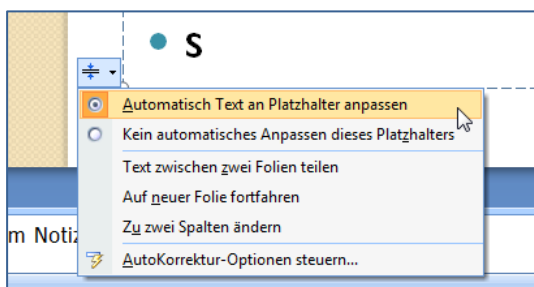 S
Automatisch Text an Platzhalter anpassen
Kein automatisches Anpassen dieses Platzhalters
Text zwischen zwei Folien teilen
Auf neuer Folie fortfahren
Zu zwei Spalten ändern
m Notiz
AutoKorrektur-Optionen steuern...